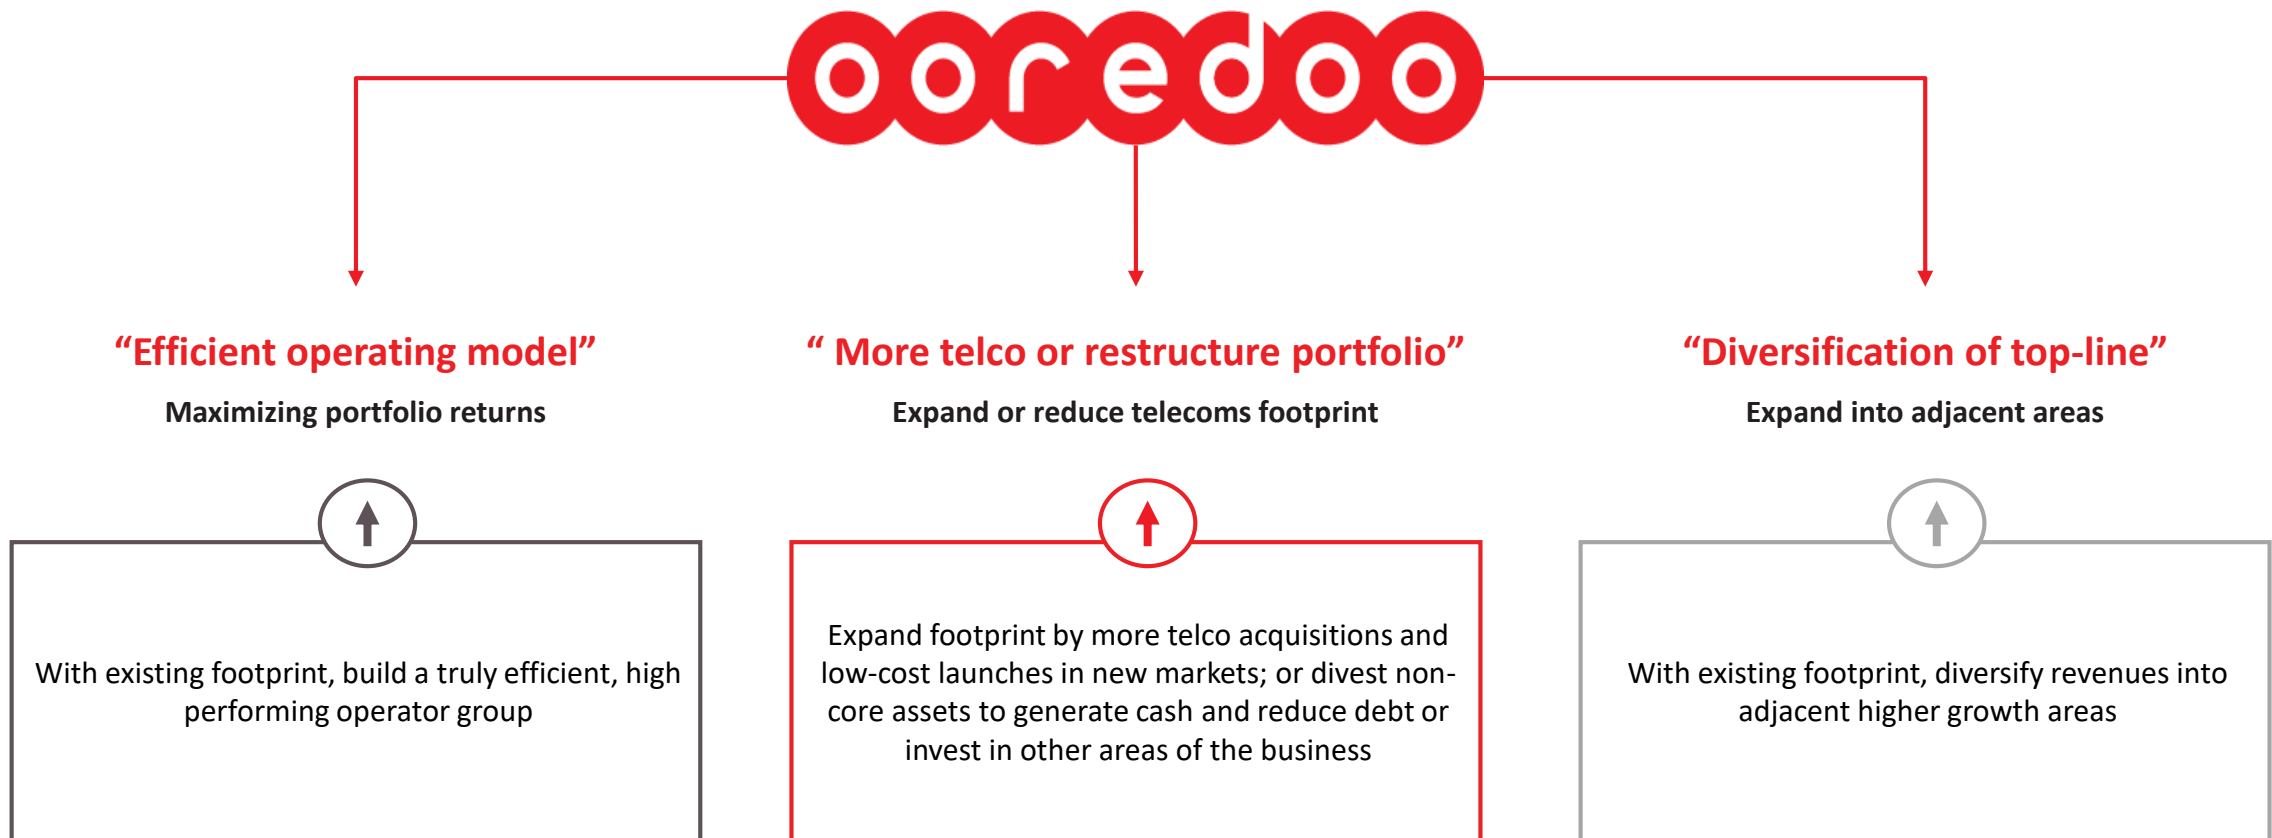 ooredoo
“Efficient operating model”
Maximizing portfolio returns
With existing footprint, build a truly efficient, high
performing operator group
“ More telco or restructure portfolio”
Expand or reduce telecoms footprint
Expand footprint by more telco acquisitions and
low-cost launches in new markets; or divest non-
core assets to generate cash and reduce debt or
invest in other areas of the business
“Diversification of top-line”
Expand into adjacent areas
With existing footprint, diversify revenues into
adjacent higher growth areas